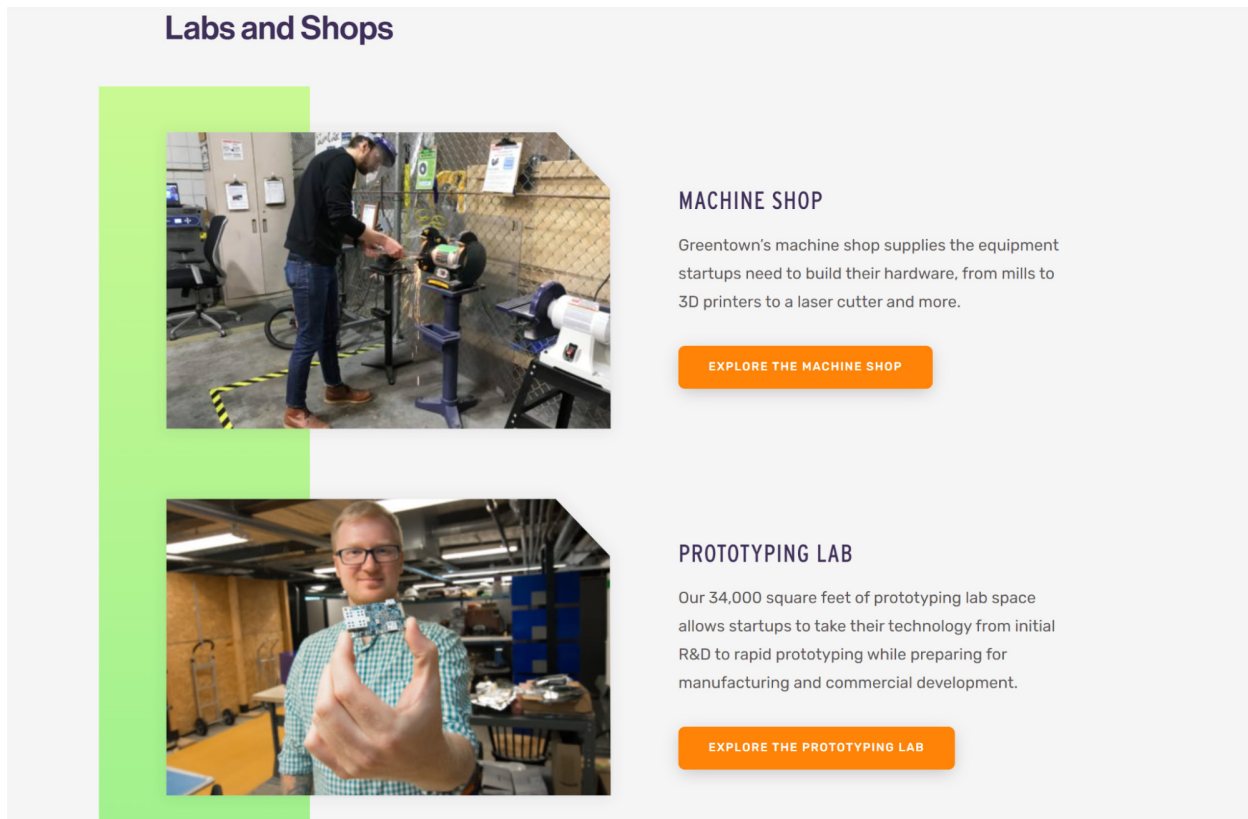 Labs and Shops
MACHINE SHOP
Greentown’s machine shop supplies the equipment
startups need to build their hardware, from mills to
3D printers to a laser cutter and more.
EXPLORE THE MACHINE SHOP
PROTOTYPING LAB
Our 34,000 square feet of prototyping lab space
allows startups to take their technology from initial
R&D to rapid prototyping while preparing for
manufacturing and commercial development.
EXPLORE THE PROTOTYPING LAB